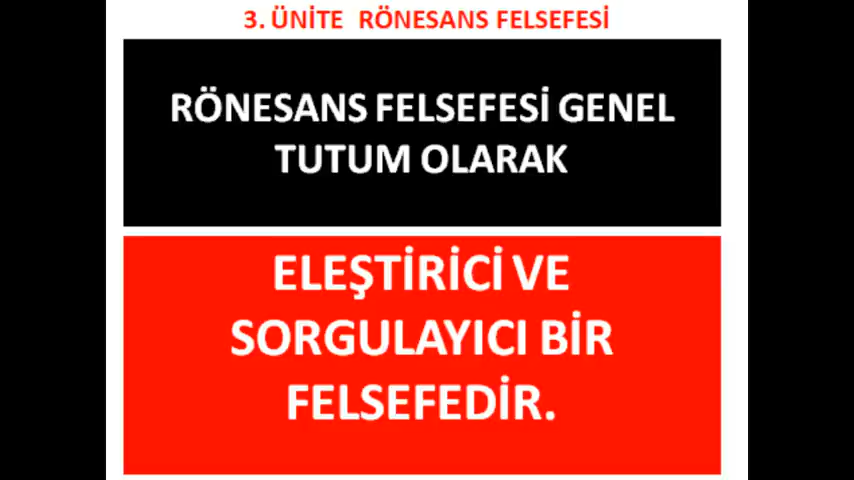 3. ÜNİTE RÖNESANS FELSEFESİ
RÖNESANS FELSEFESİ GENEL
TUTUM OLARAK
ELEŞTİRİCİ VE
SORGULAYICI BİR
FELSEFEDİR.